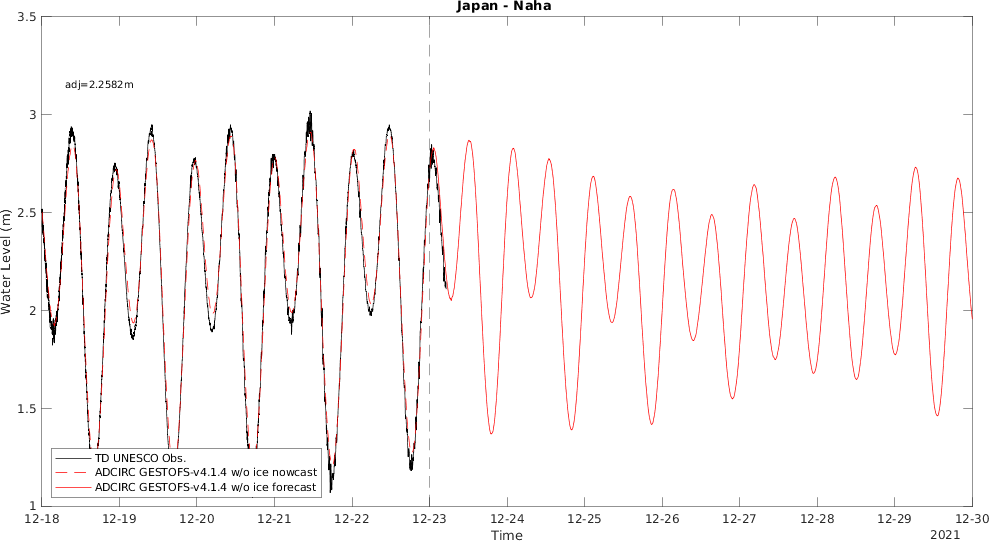 Japan - Naha
3.5
adj=2.2582m
3
2.5
2
1.5
1
Water Level (m)
TD UNESCO Obs.
ADCIRC GESTOFS-v4.1.4 w/o ice nowcast
ADCIRC GESTOFS-v4.1.4 w/o ice forecast
12-18 12-19 12-20 12-21 12-22 12-23 12-24 12-25 12-26 12-27 12-28 12-29 12-30
Time
2021